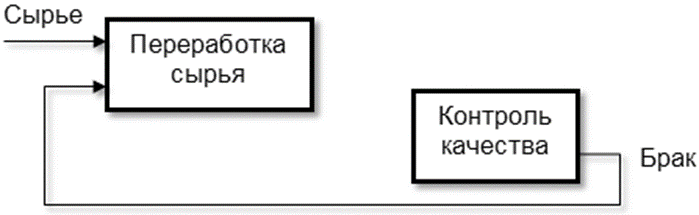 Сырье
Переработка
сырья
Контроль
качества
Брак